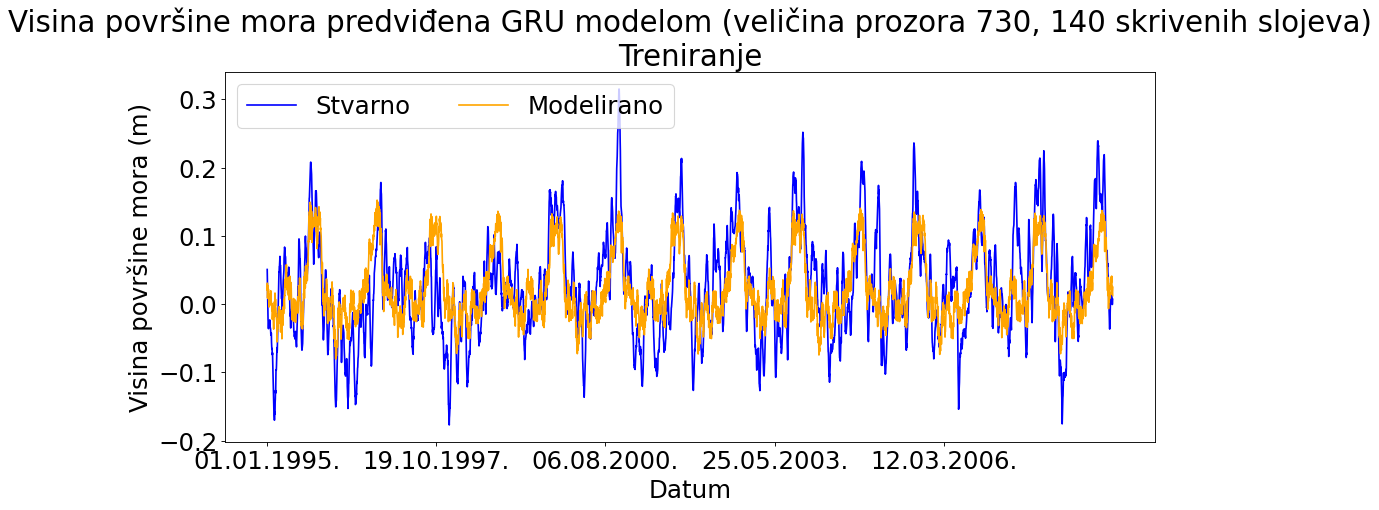 Visina površine mora predviđena GRU modelom (veličina prozora 730, 140 skrivenih slojeva)
Treniranje
Stvarno
Modelirano
Visina površine mora (m)
0.3
0.2
0.1
0.0
−0.1
−0.2
01.01.1995.
19.10.1997.
06.08.2000.
25.05.2003.
12.03.2006.
Datum